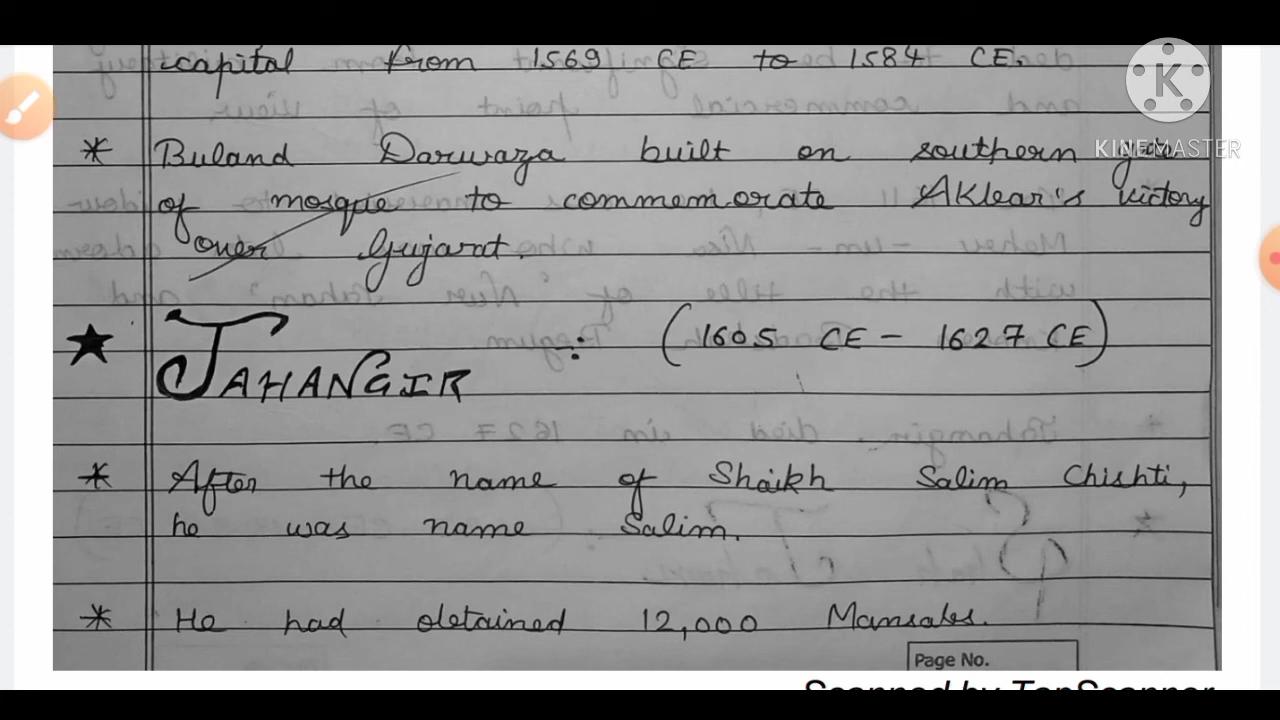 capital from 1569 CE to 1584 CE.
* Buland Darwaza built on southern
of mosque to commemorate Akbar's victory
over Gujarat.
★ JAHANGIR : (1605 CE – 1627 CE)
* After the name of Shaikh Salim Chishti,
he was name Salim.
* He had obtained 12,000 Mansabs.
Page No.
K
KINEMASTER